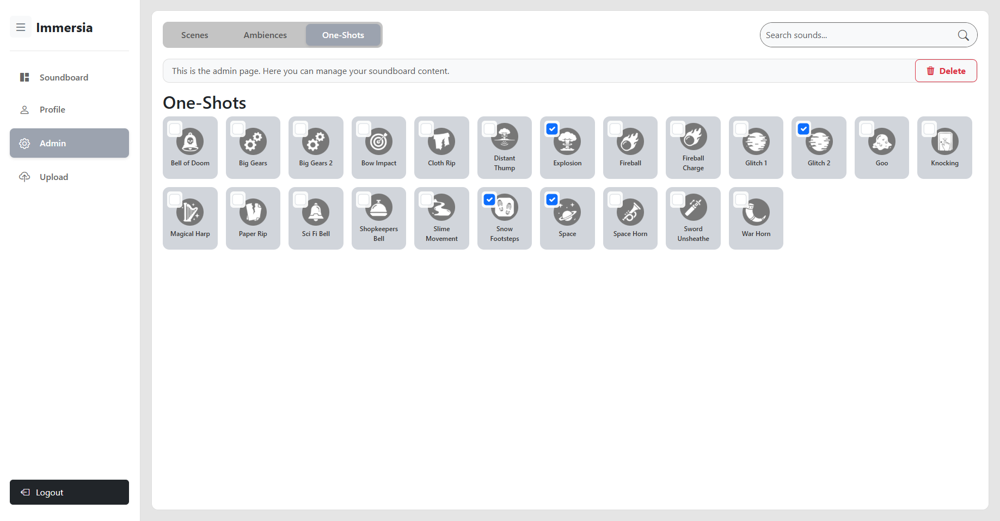 Immersia
Soundboard
Profile
Admin
Upload
Logout
Scenes
Ambiences
One-Shots
Search sounds...
This is the admin page. Here you can manage your soundboard content.
Delete
One-Shots
Bell of Doom
Big Gears
Big Gears 2
Bow Impact
Cloth Rip
Distant
Thump
Explosion
Fireball
Fireball
Charge
Glitch 1
Glitch 2
Goo
Knocking
Magical Harp
Paper Rip
Sci Fi Bell
Shopkeepers
Bell
Slime
Movement
Snow
Footsteps
Space
Space Horn
Sword
Unsheathe
War Horn